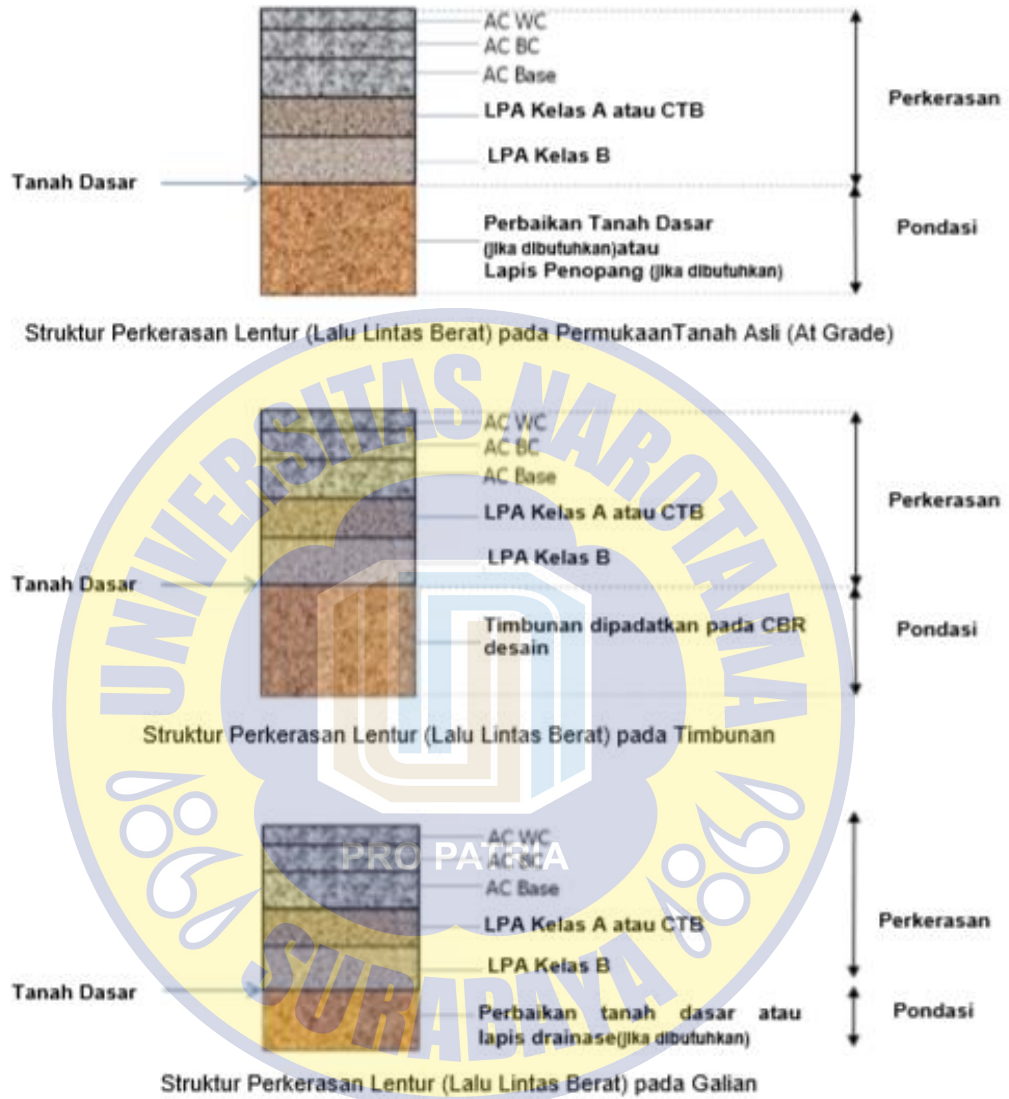 AC WC
AC BC
AC Base
LPA Kelas A atau CTB
Perkerasan
LPA Kelas B
Tanah Dasar
Perbaikan Tanah Dasar
(jika dibutuhkan)atau
Lapis Penopang (jika dibutuhkan)
Pondasi
Struktur Perkerasan Lentur (Lalu Lintas Berat) pada PermukaanTanah Asli (At Grade)
UNIVERSITAS NAROTAMA
AC WC
AC BC
AC Base
LPA Kelas A atau CTB
Perkerasan
LPA Kelas B
Tanah Dasar
Timbunan dipadatkan pada CBR
desain
Pondasi
Struktur Perkerasan Lentur (Lalu Lintas Berat) pada Timbunan
AC WC
PRO PATRIA
AC BC
AC Base
LPA Kelas A atau CTB
Perkerasan
LPA Kelas B
SURABAYA
Tanah Dasar
Perbaikan tanah dasar atau
lapis drainase(jika dibutuhkan)
Pondasi
Struktur Perkerasan Lentur (Lalu Lintas Berat) pada Galian